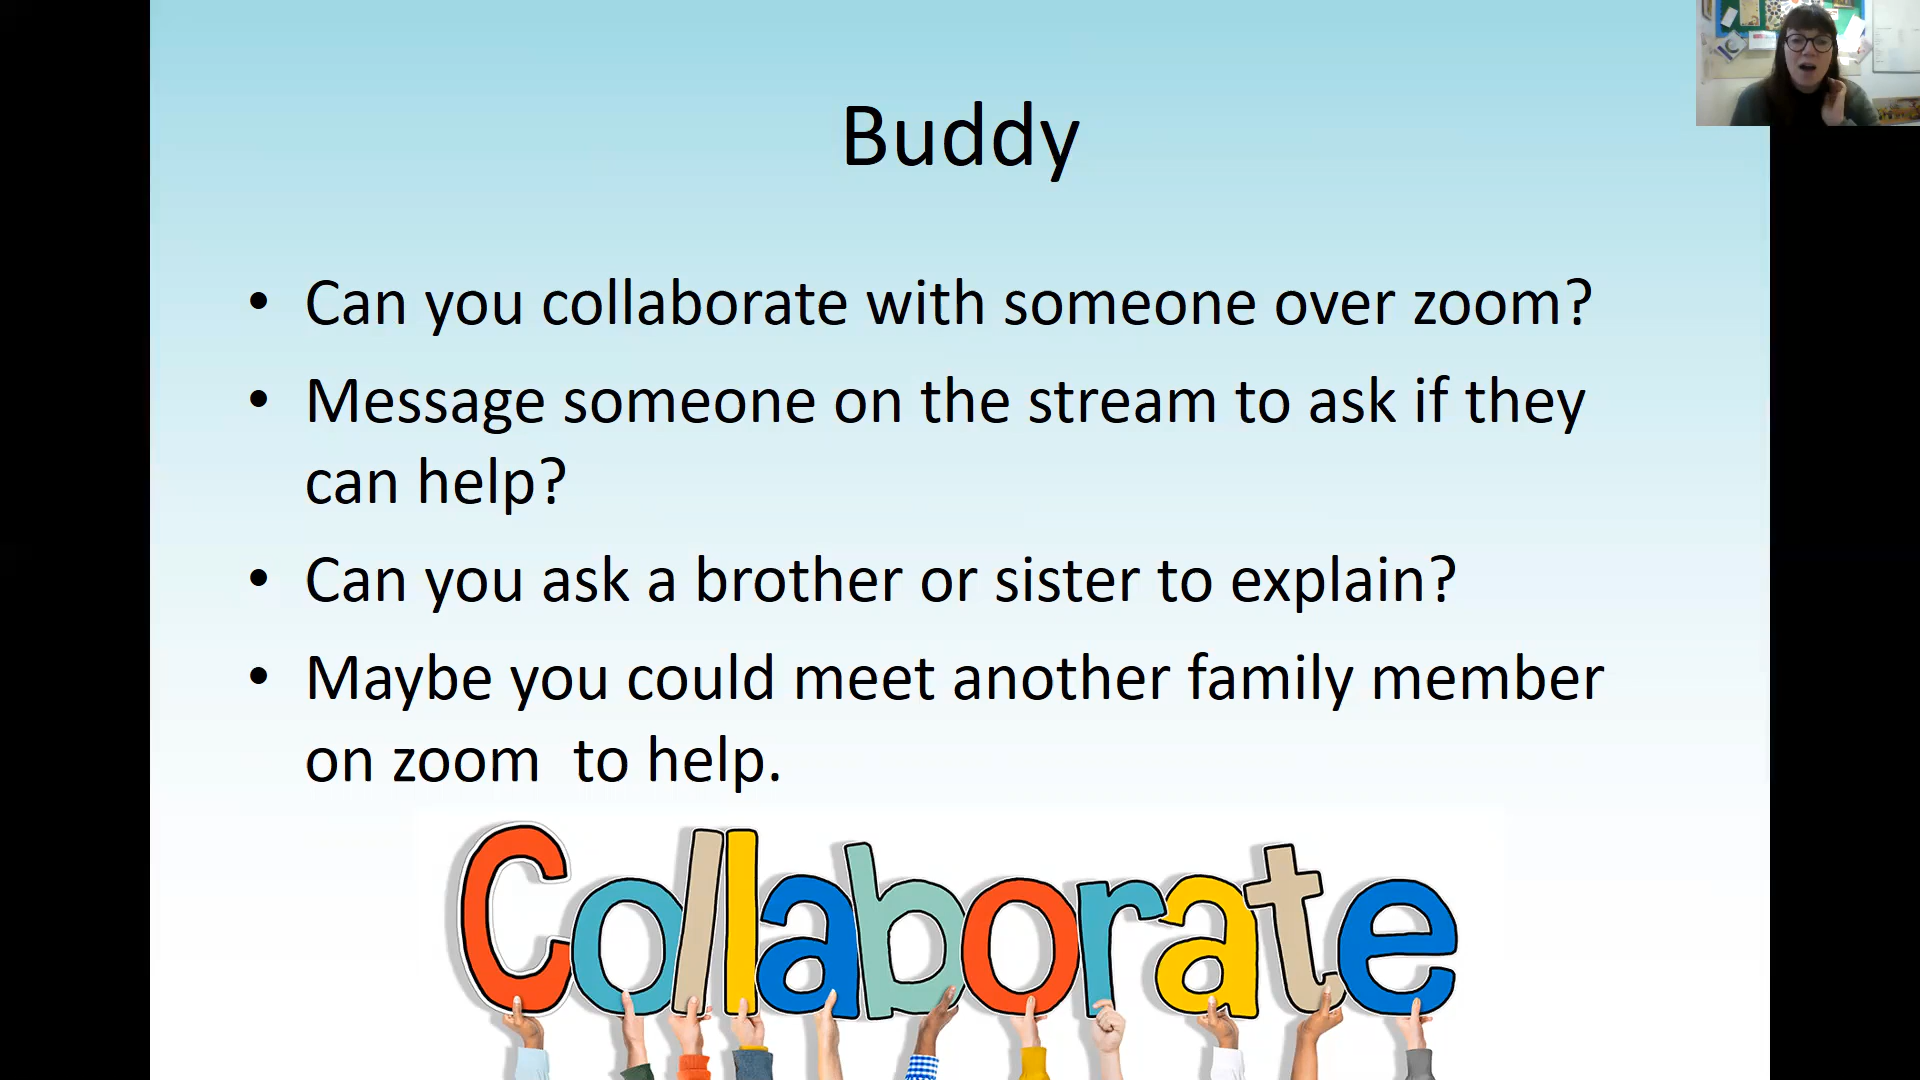 Buddy
• Can you collaborate with someone over zoom?
• Message someone on the stream to ask if they
can help?
• Can you ask a brother or sister to explain?
• Maybe you could meet another family member
on zoom  to help.
Collaborate